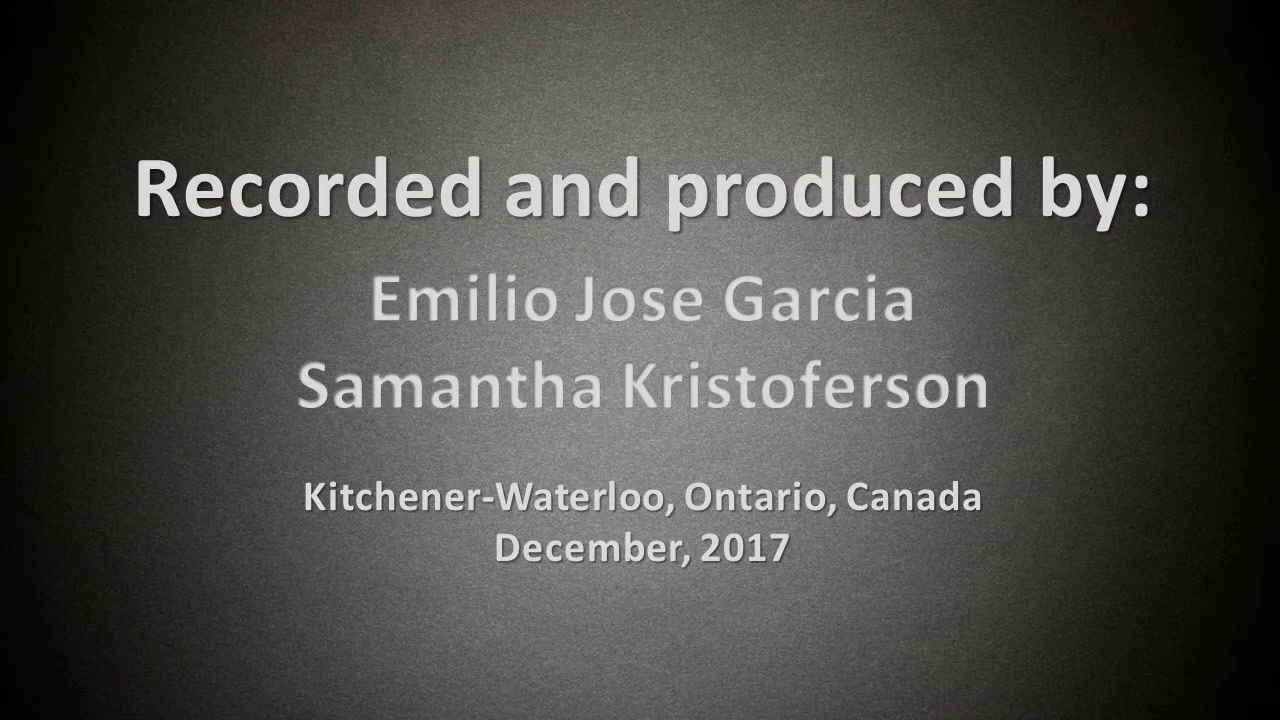 Recorded and produced by:
Emilio Jose Garcia
Samantha Kristoferson
Kitchener-Waterloo, Ontario, Canada
December, 2017